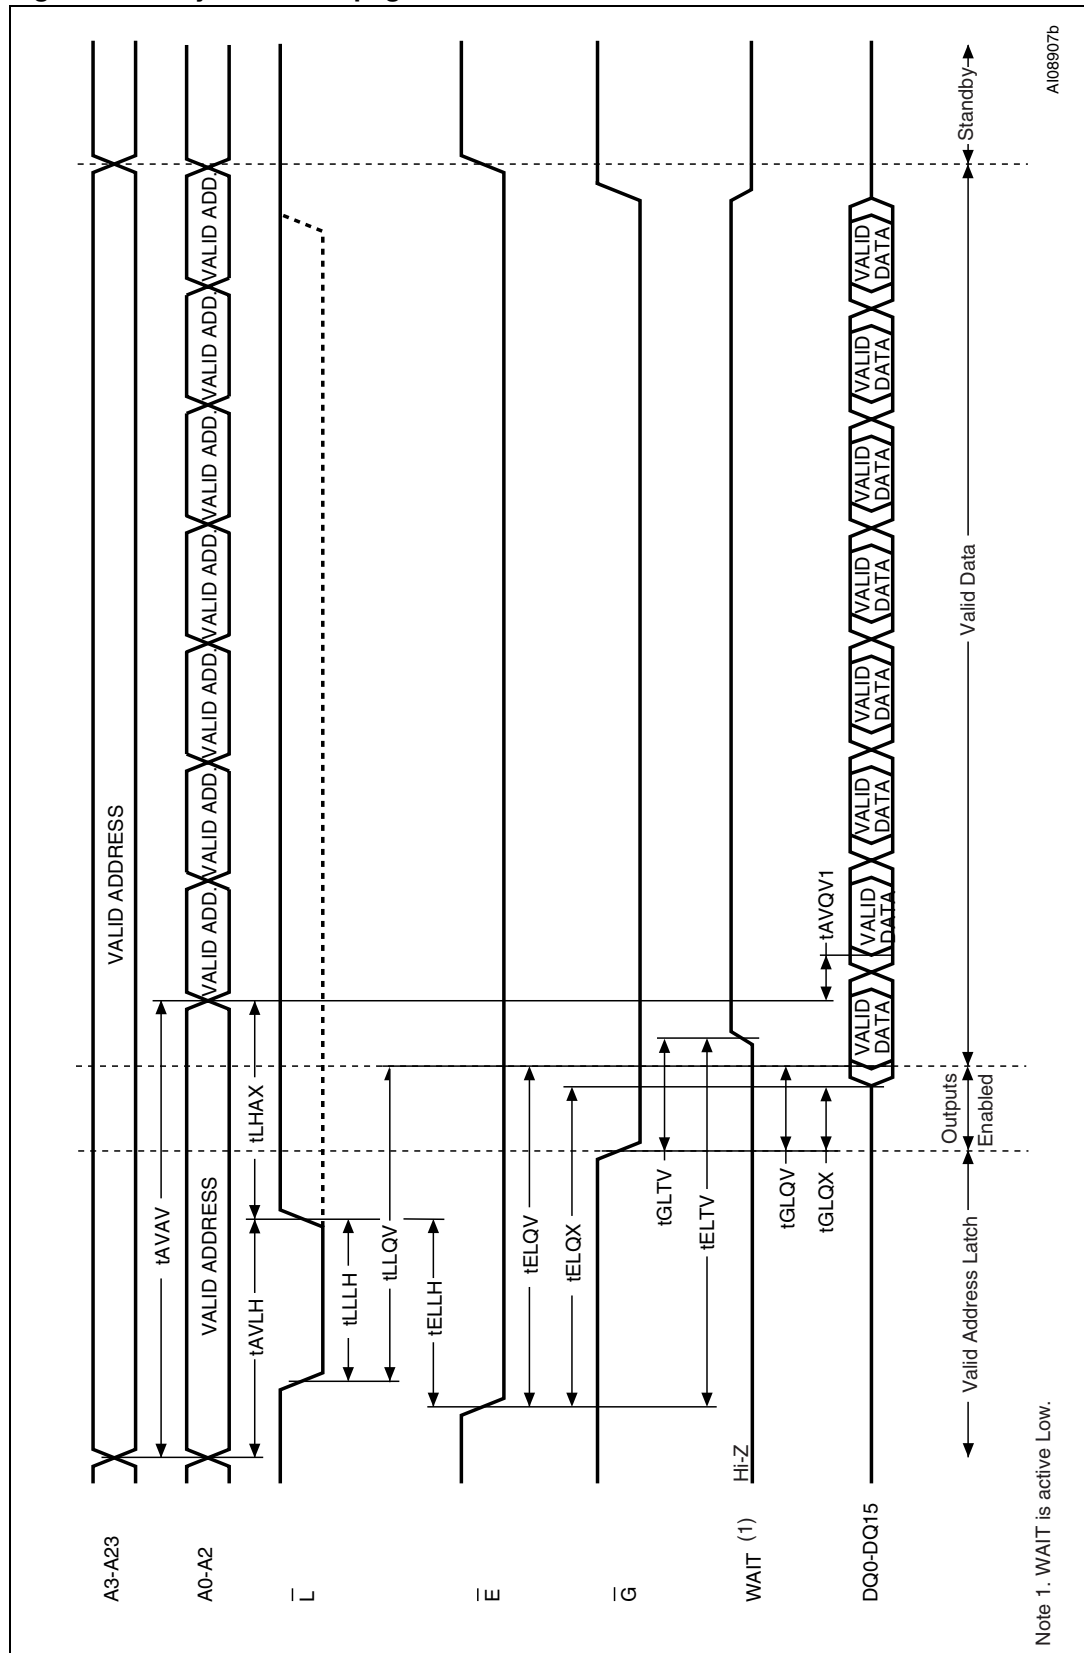 A3-A23
VALID ADDRESS
tAVAV
A0-A2
VALID ADDRESS
VALID ADD.
VALID ADD.
VALID ADD.
VALID ADD.
VALID ADD.
VALID ADD.
VALID ADD.
tAVLH
tLHAX
L
tLLLH
tLLQV
tELLH
E
tELQV
tELQX
G
tGLTV
tELTV
Hi-Z
WAIT (1)
tGLQV
tGLQX
tAVQV1
DQ0-DQ15
VALID
DATA
VALID
DATA
VALID
DATA
VALID
DATA
VALID
DATA
VALID
DATA
VALID
DATA
VALID
DATA
Valid Address Latch
Outputs
Enabled
Valid Data
Standby
Note 1. WAIT is active Low.
AI08907b